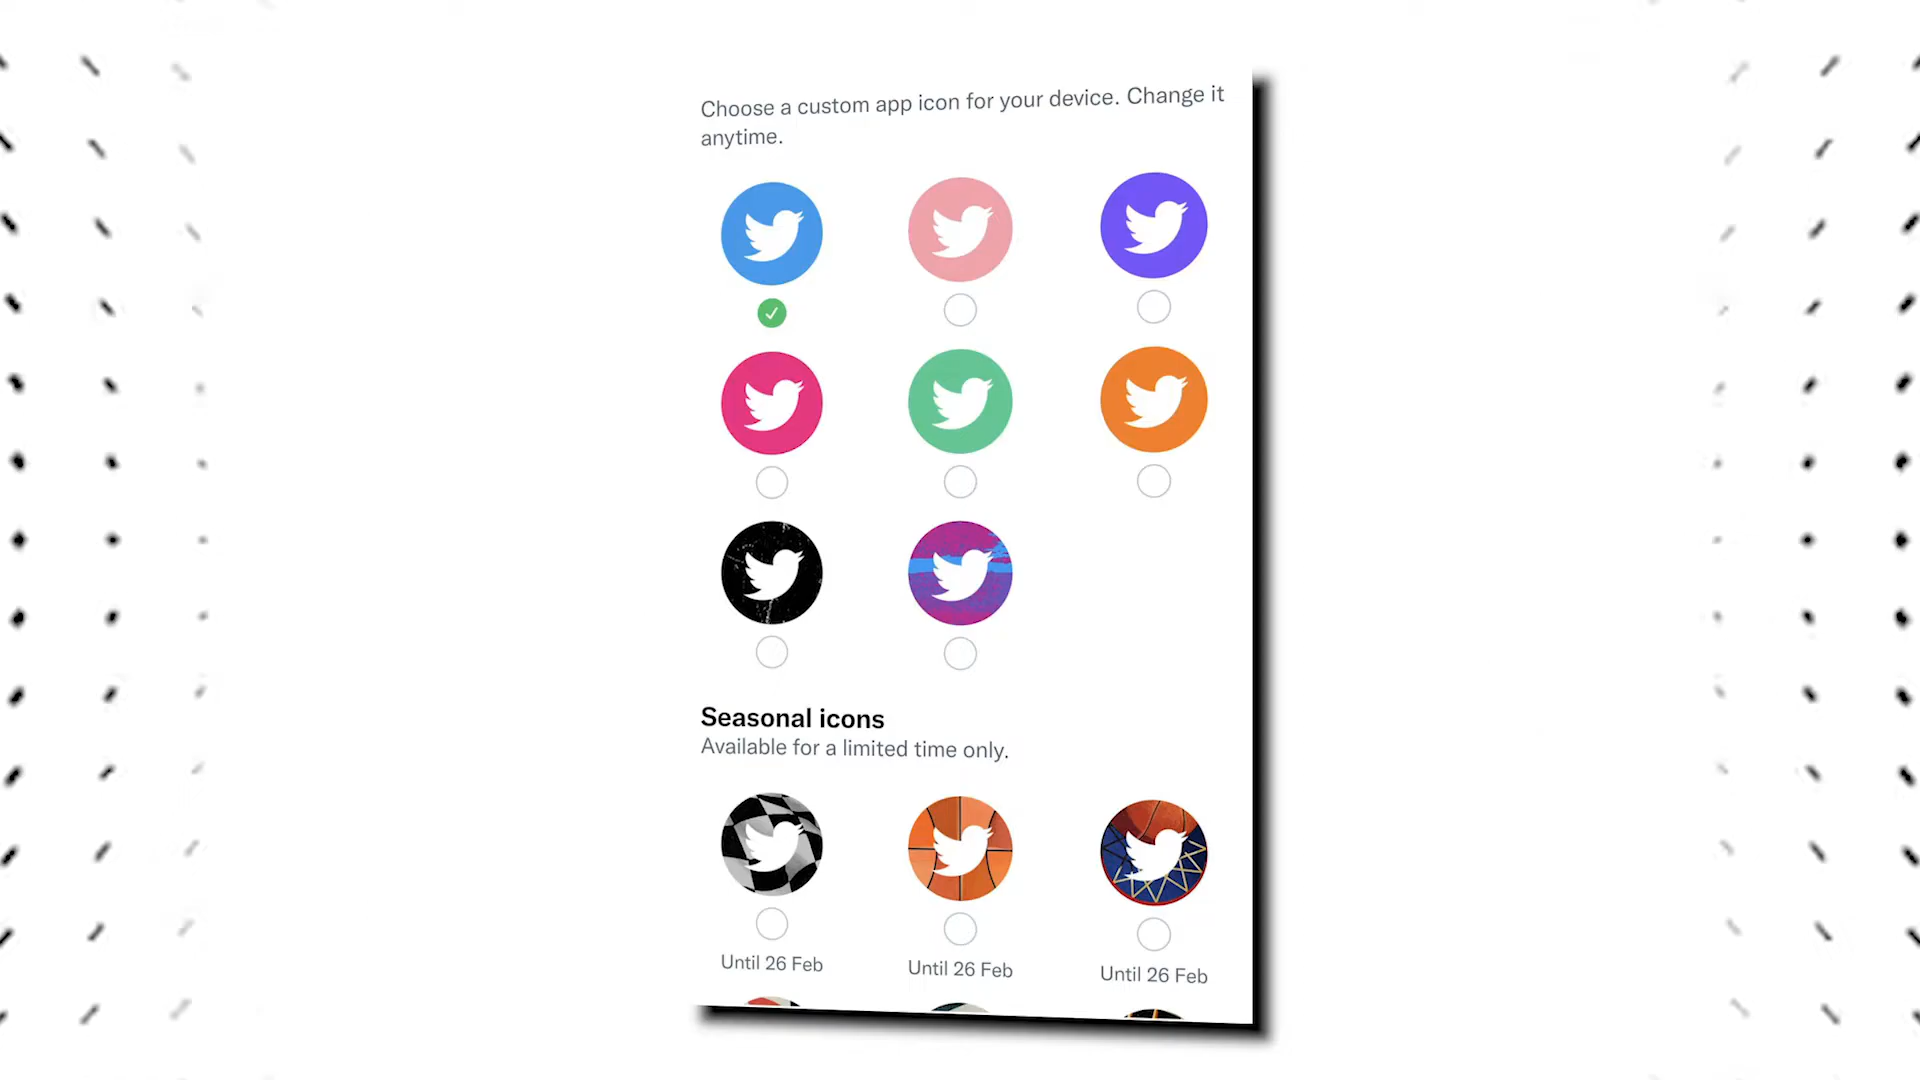 Choose a custom app icon for your device. Change it
anytime.
Seasonal icons
Available for a limited time only.
Until 26 Feb
Until 26 Feb
Until 26 Feb